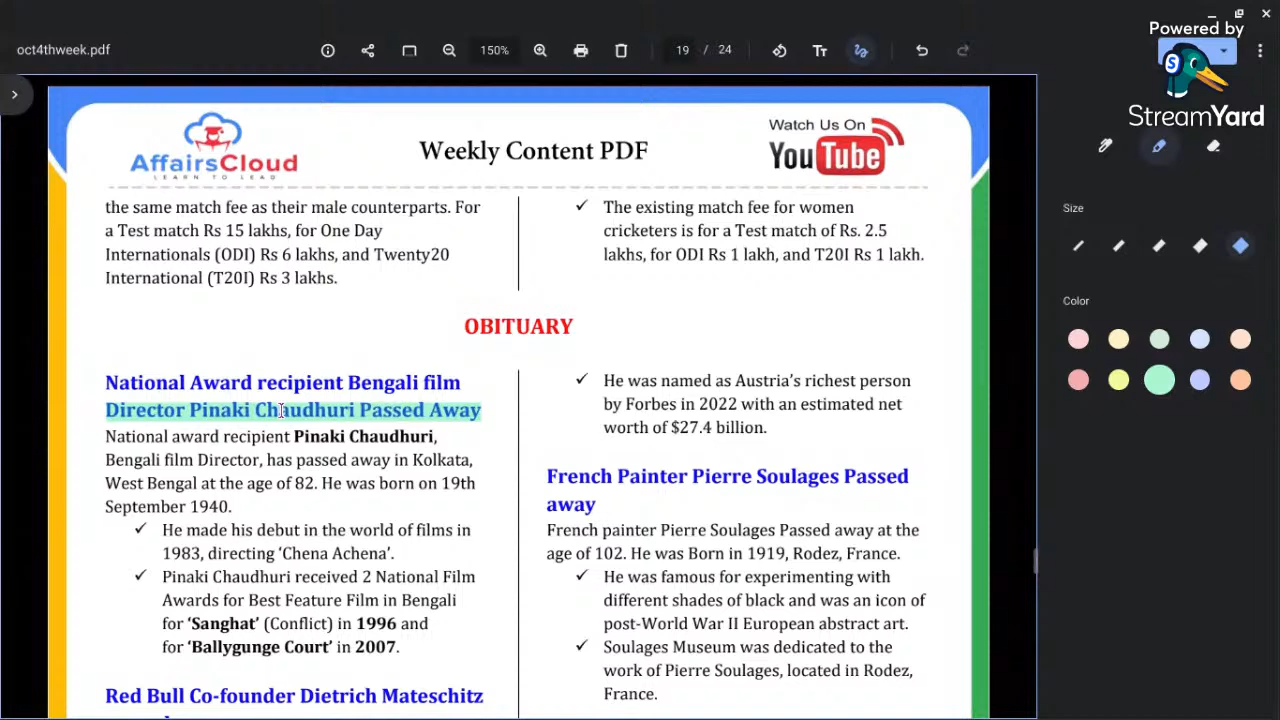 oct4thweek.pdf
150%
19 / 24
Tт
Powered by
StreamYard
AffairsCloud
LEARN TO LEAD
Weekly Content PDF
Watch Us On
YouTube
the same match fee as their male counterparts. For
a Test match Rs 15 lakhs, for One Day
Internationals (ODI) Rs 6 lakhs, and Twenty20
International (T20I) Rs 3 lakhs.
✓ The existing match fee for women
cricketers is for a Test match of Rs. 2.5
lakhs, for ODI Rs 1 lakh, and T20I Rs 1 lakh.
OBITUARY
National Award recipient Bengali film
Director Pinaki Chaudhuri Passed Away
National award recipient Pinaki Chaudhuri,
Bengali film Director, has passed away in Kolkata,
West Bengal at the age of 82. He was born on 19th
September 1940.
✓ He made his debut in the world of films in
1983, directing ‘Chena Achena’.
✓ Pinaki Chaudhuri received 2 National Film
Awards for Best Feature Film in Bengali
for ‘Sanghat’ (Conflict) in 1996 and
for ‘Ballygunge Court’ in 2007.
Red Bull Co-founder Dietrich Mateschitz
✓ He was named as Austria’s richest person
by Forbes in 2022 with an estimated net
worth of $27.4 billion.
French Painter Pierre Soulages Passed
away
French painter Pierre Soulages Passed away at the
age of 102. He was Born in 1919, Rodez, France.
✓ He was famous for experimenting with
different shades of black and was an icon of
post-World War II European abstract art.
✓ Soulages Museum was dedicated to the
work of Pierre Soulages, located in Rodez,
France.
Size
Color